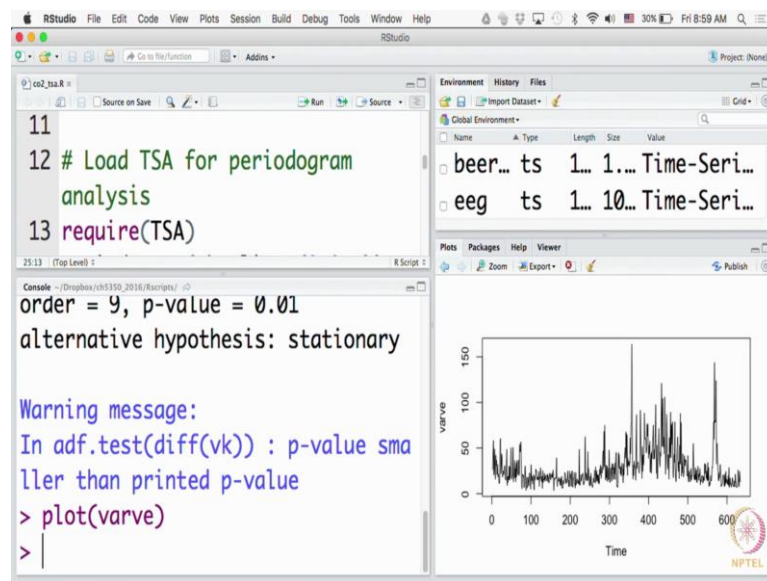 RStudio File Edit Code View Plots Session Build Debug Tools Window Help 30% Fri 8:59 AM
RStudio
Go to file/function Addins Project: (None)
co2_tsa.R
Source on Save Run Source
11
12 # Load TSA for periodogram
analysis
13 require(TSA)
25:13 (Top Level) R Script
Console ~/Dropbox/ch5350_2016/Rscripts/
order = 9, p-value = 0.01
alternative hypothesis: stationary
Warning message:
In adf.test(diff(vk)) : p-value sma
ller than printed p-value
> plot(varve)
>
Environment History Files
Import Dataset Grid
Global Environment
Name Type Length Size Value
beer... ts 1... 1.... Time-Seri...
eeg ts 1... 10... Time-Seri...
Plots Packages Help Viewer
Zoom Export Publish
varve
150
100
50
0
0 100 200 300 400 500 600
Time
NPTEL